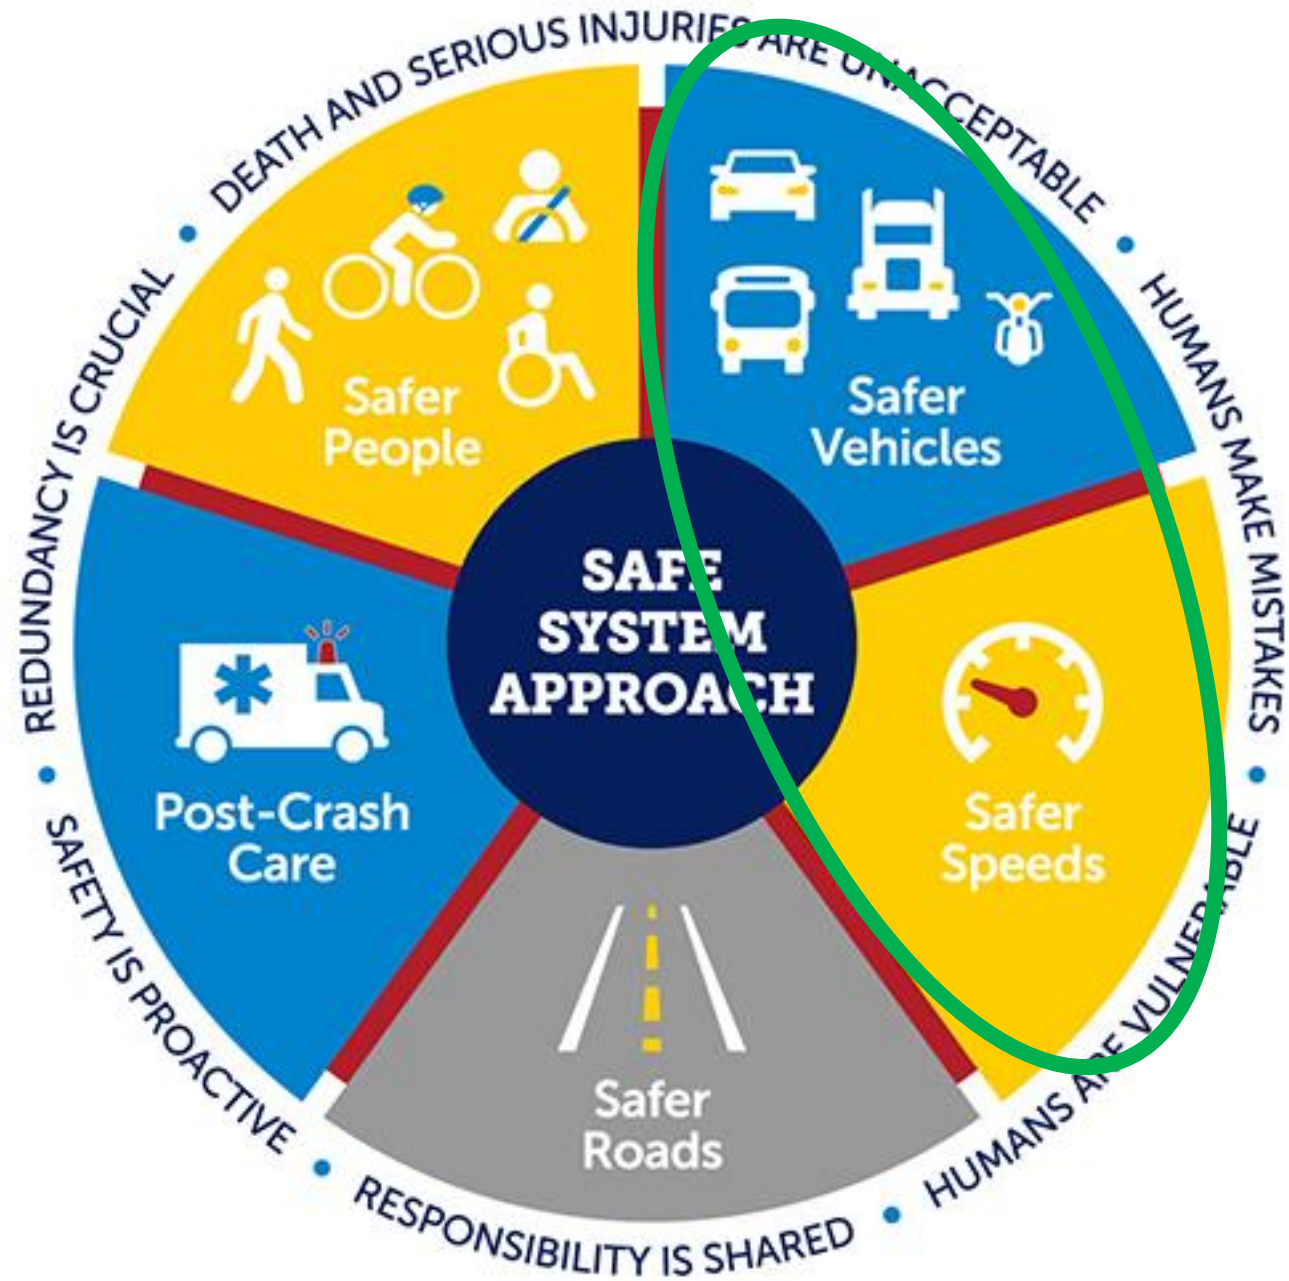 DEATH AND SERIOUS INJURIES ARE UNACCEPTABLE
HUMANS MAKE MISTAKES
HUMANS ARE VULNERABLE
RESPONSIBILITY IS SHARED
SAFETY IS PROACTIVE
REDUNDANCY IS CRUCIAL
Safer
People
Safer
Vehicles
SAFE
SYSTEM
APPROACH
Safer
Speeds
Post-Crash
Care
Safer
Roads